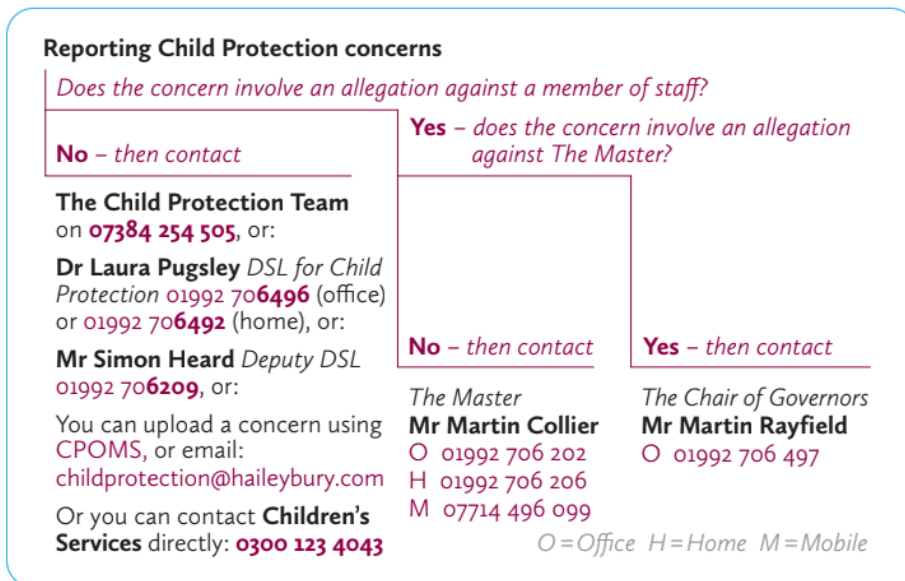 Reporting Child Protection concerns
Does the concern involve an allegation against a member of staff?
No – then contact
The Child Protection Team
on 07384 254 505, or:
Dr Laura Pugsley DSL for Child
Protection 01992 706496 (office)
or 01992 706492 (home), or:
Mr Simon Heard Deputy DSL
01992 706209, or:
You can upload a concern using
CPOMS, or email:
childprotection@haileybury.com
Or you can contact Children's
Services directly: 0300 123 4043
Yes – does the concern involve an allegation
against The Master?
No – then contact
The Master
Mr Martin Collier
O 01992 706 202
H 01992 706 206
M 07714 496 099
Yes – then contact
The Chair of Governors
Mr Martin Rayfield
O 01992 706 497
O=Office H=Home M=Mobile